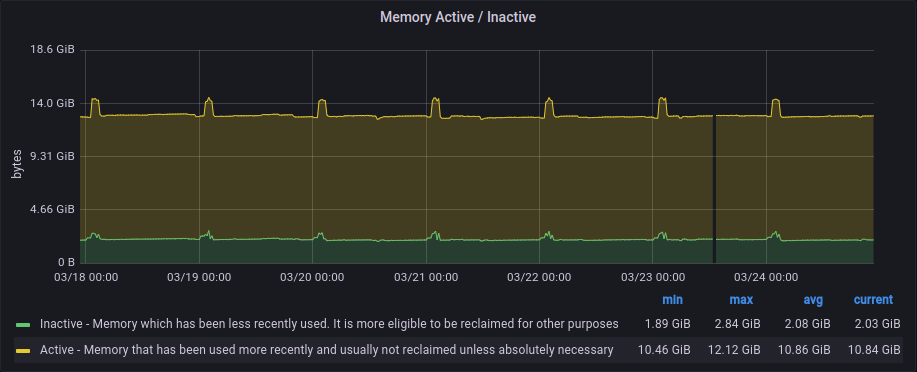 Memory Active / Inactive
18.6 GiB
14.0 GiB
9.31 GiB
4.66 GiB
0 B
bytes
03/18 00:00 03/19 00:00 03/20 00:00 03/21 00:00 03/22 00:00 03/23 00:00 03/24 00:00
min max avg current
Inactive - Memory which has been less recently used. It is more eligible to be reclaimed for other purposes 1.89 GiB 2.84 GiB 2.08 GiB 2.03 GiB
Active - Memory that has been used more recently and usually not reclaimed unless absolutely necessary 10.46 GiB 12.12 GiB 10.86 GiB 10.84 GiB